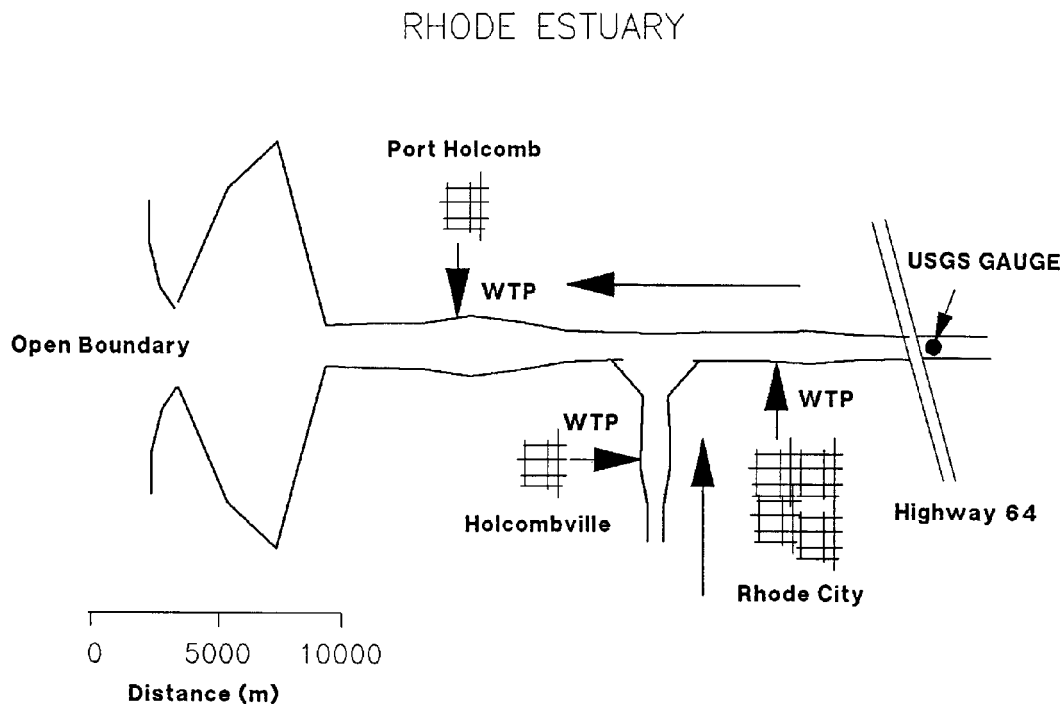 RHODE ESTUARY
Port Holcomb
WTP
USGS GAUGE
Open Boundary
WTP
WTP
Holcombville
Highway 64
Rhode City
0 5000 10000
Distance (m)